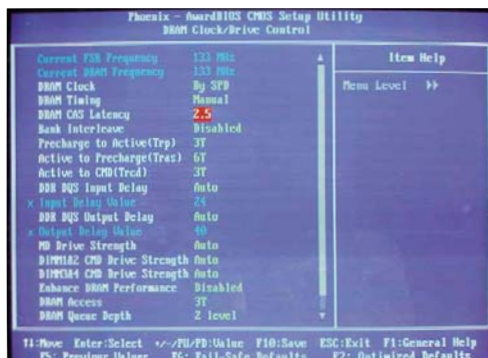 Phoenix - AwardBIOS CMOS Setup Utility
DRAM Clock/Drive Control
Current FSB Frequency 133 MHz
Current DRAM Frequency 133 MHz
DRAM Clock By SPD
DRAM Timing Manual
DRAM CAS Latency 2.5
Bank Interleave Disabled
Precharge to Active(Trp) 3T
Active to Precharge(Tras) 6T
Active to CMD(Trcd) 3T
DDR DQS Input Delay Auto
x Input Delay Value 24
DDR DQS Output Delay Auto
x Output Delay Value 40
MD Drive Strength Auto
DIMM1&2 CMD Drive Strength Auto
DIMM3&4 CMD Drive Strength Auto
Enhance DRAM Performance Disabled
DRAM Access 3T
DRAM Queue Depth 2 level
Item Help
Menu Level ▸▸
↑↓:Move Enter:Select +/-/PU/PD:Value F10:Save ESC:Exit F1:General Help
F5: Previous Values F6: Fail-Safe Defaults F7: Optimized Defaults